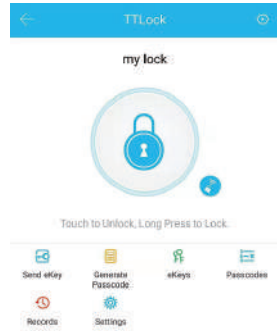 TTLock
my lock
Touch to Unlock, Long Press to Lock.
Send eKey
Generate
Passcode
eKeys
Passcodes
Records
Settings